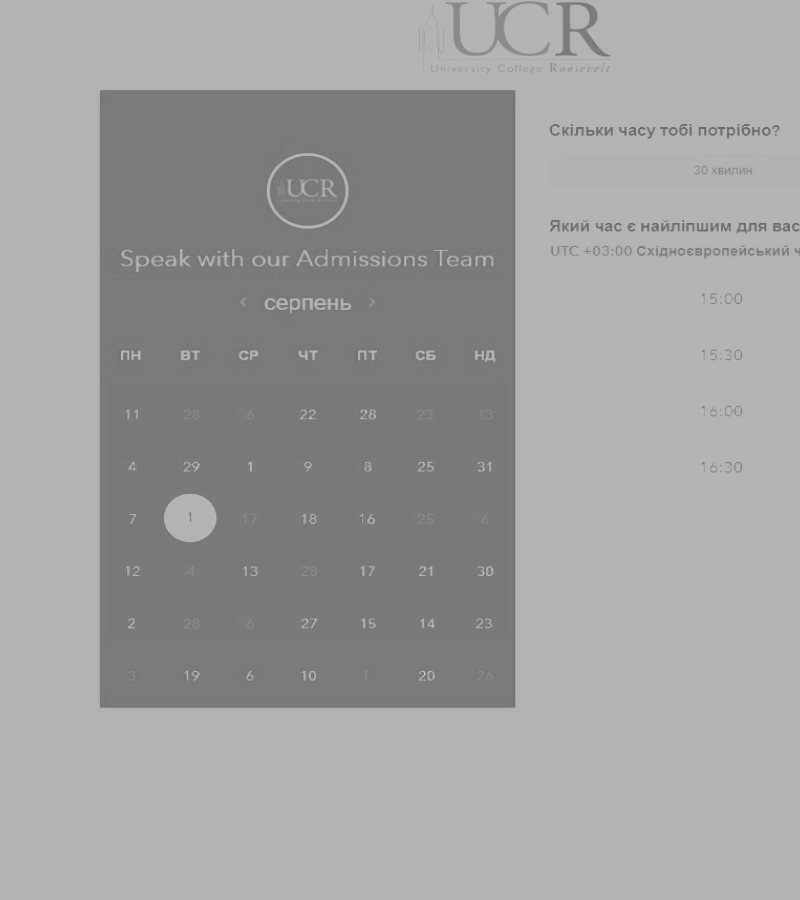 UCR
University College Roosevelt
UCR
Speak with our Admissions Team
< серпень >
ПН ВТ СР ЧТ ПТ СБ НД
11 28 6 22 28 23 13
4 29 1 9 8 25 31
7 1 17 18 16 25 6
12 4 13 28 17 21 30
2 28 6 27 15 14 23
3 19 6 10 1 20 26
Скільки часу тобі потрібно?
30 хвилин
Який час є найліпшим для вас
UTC +03:00 Східноєвропейський ч
15:00
15:30
16:00
16:30